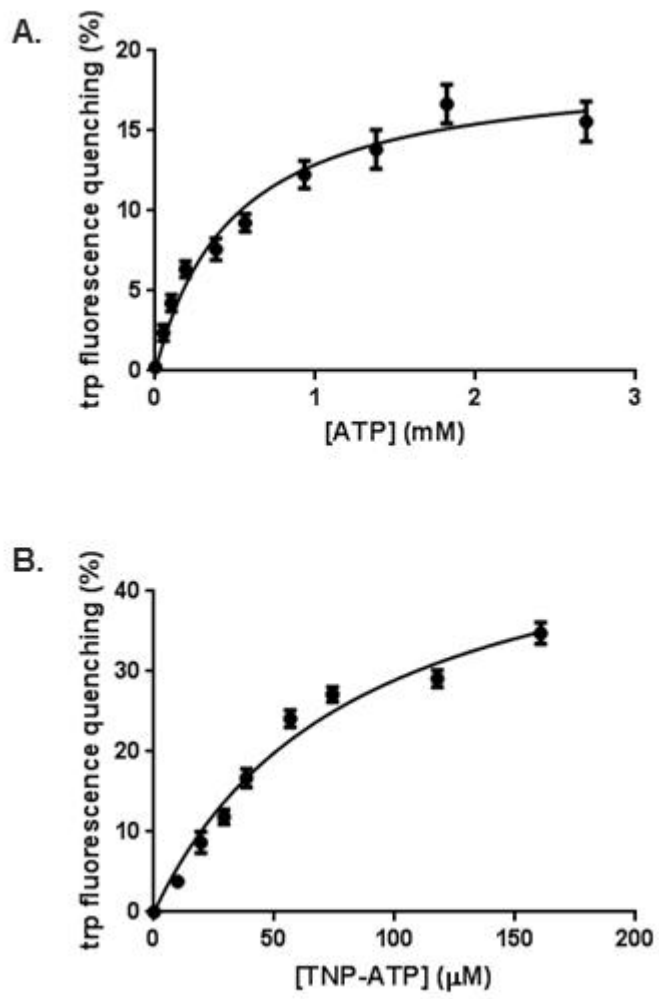 A.
trp fluorescence quenching (%)
20
15
10
5
0
0 1 2 3
[ATP] (mM)
B.
trp fluorescence quenching (%)
40
30
20
10
0
0 50 100 150 200
[TNP-ATP] (μM)